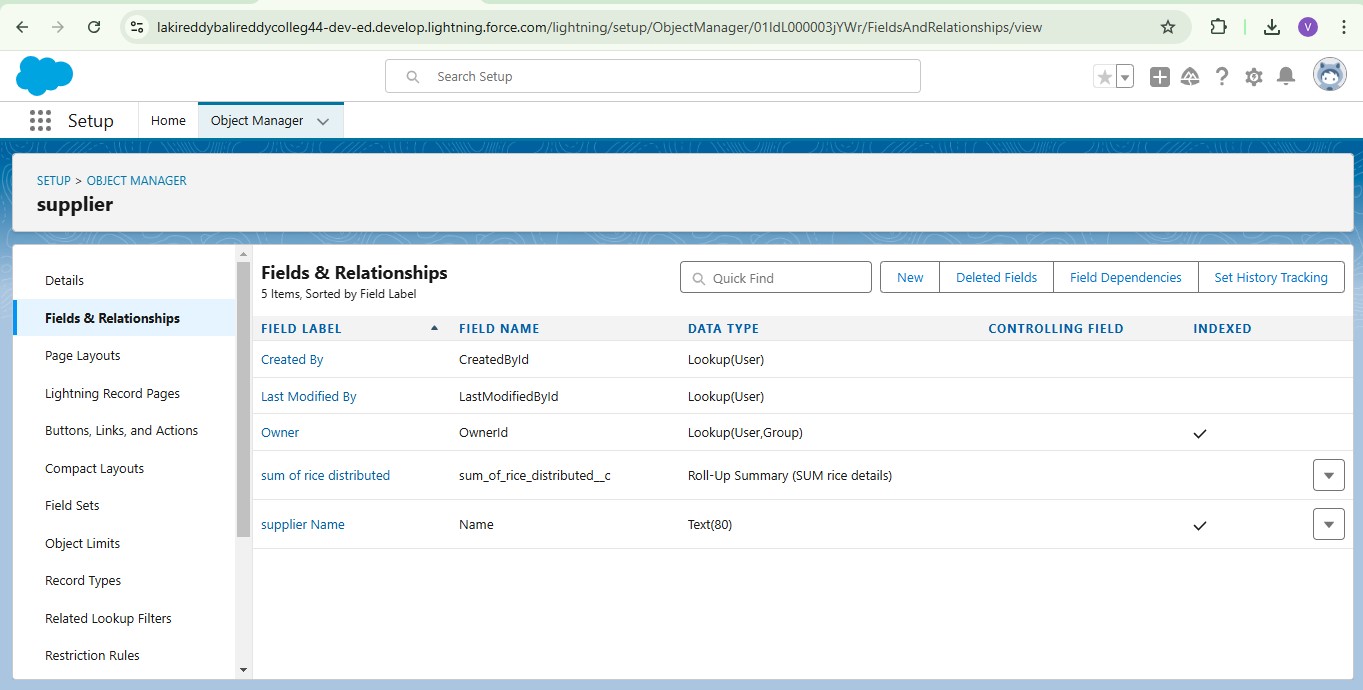 lakireddybalireddycolleg44-dev-ed.develop.lightning.force.com/lightning/setup/ObjectManager/01IdL000003jYWr/FieldsAndRelationships/view
V
Search Setup
Setup
Home
Object Manager
SETUP > OBJECT MANAGER
supplier
Details
Fields & Relationships
Page Layouts
Lightning Record Pages
Buttons, Links, and Actions
Compact Layouts
Field Sets
Object Limits
Record Types
Related Lookup Filters
Restriction Rules
Fields & Relationships
5 Items, Sorted by Field Label
Quick Find
New
Deleted Fields
Field Dependencies
Set History Tracking
FIELD LABEL FIELD NAME DATA TYPE CONTROLLING FIELD INDEXED
Created By CreatedById Lookup(User)
Last Modified By LastModifiedById Lookup(User)
Owner OwnerId Lookup(User,Group)
sum of rice distributed sum_of_rice_distributed__c Roll-Up Summary (SUM rice details)
supplier Name Name Text(80)